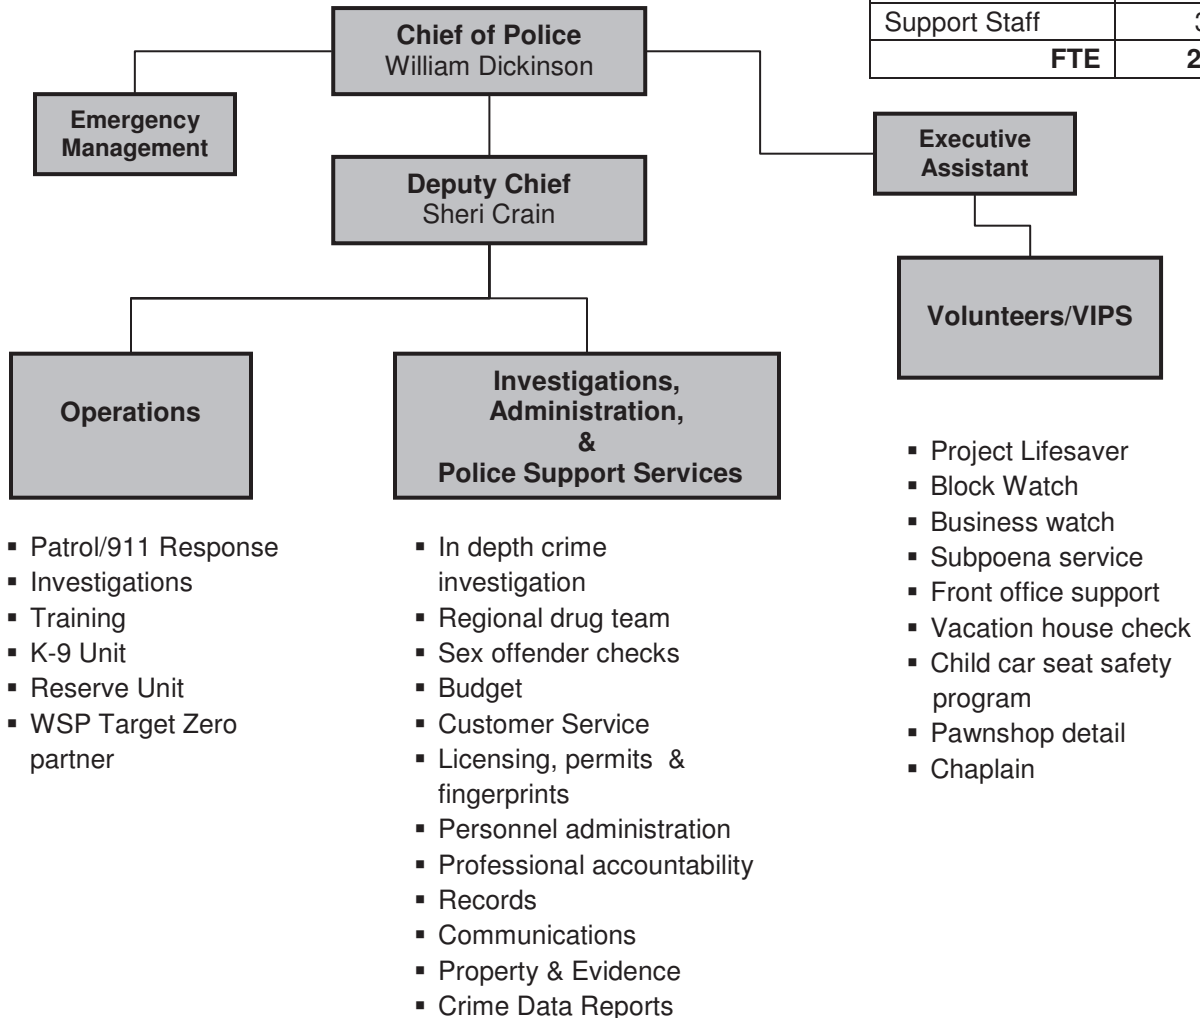 Chief of Police
William Dickinson
Support Staff
FTE
Emergency
Management
Executive
Assistant
Deputy Chief
Sheri Crain
Volunteers/VIPS
Operations
Investigations,
Administration,
&
Police Support Services
▪ Patrol/911 Response
▪ Investigations
▪ Training
▪ K-9 Unit
▪ Reserve Unit
▪ WSP Target Zero
partner
▪ In depth crime
investigation
▪ Regional drug team
▪ Sex offender checks
▪ Budget
▪ Customer Service
▪ Licensing, permits &
fingerprints
▪ Personnel administration
▪ Professional accountability
▪ Records
▪ Communications
▪ Property & Evidence
▪ Crime Data Reports
▪ Project Lifesaver
▪ Block Watch
▪ Business watch
▪ Subpoena service
▪ Front office support
▪ Vacation house check
▪ Child car seat safety
program
▪ Pawnshop detail
▪ Chaplain